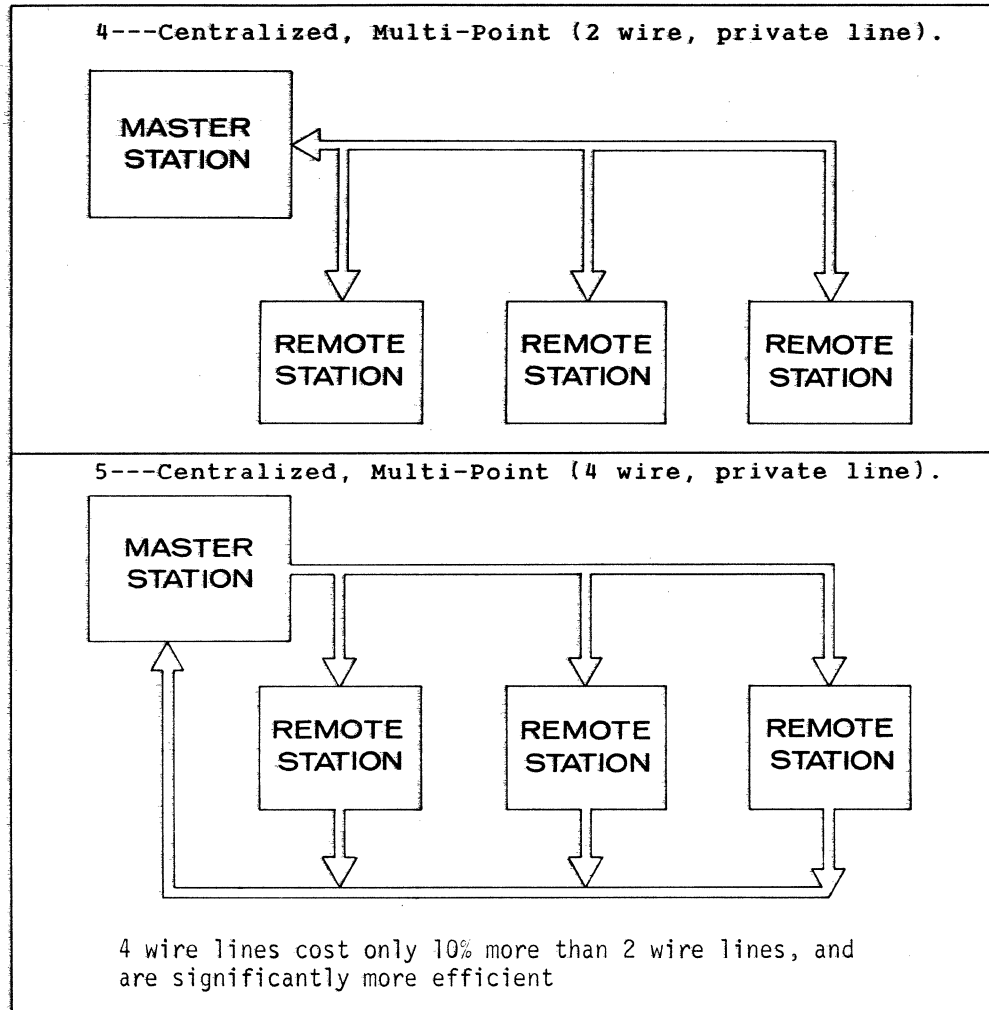 4---Centralized, Multi-Point (2 wire, private line).
MASTER
STATION
REMOTE
STATION
REMOTE
STATION
REMOTE
STATION
5---Centralized, Multi-Point (4 wire, private line).
MASTER
STATION
REMOTE
STATION
REMOTE
STATION
REMOTE
STATION
4 wire lines cost only 10% more than 2 wire lines, and
are significantly more efficient